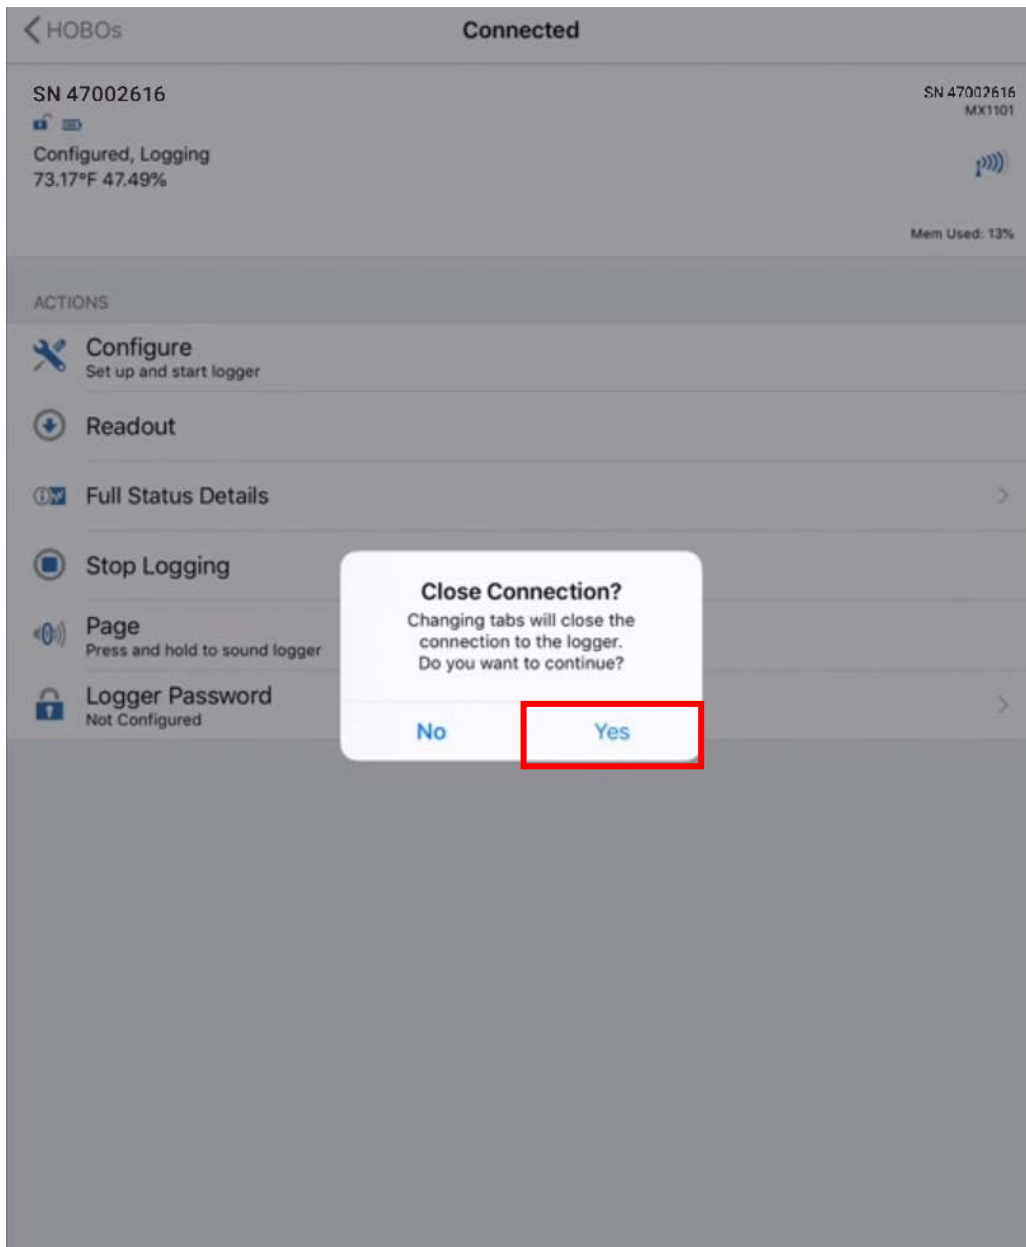 HOBOs
Connected
SN 47002616
SN 47002616
MX1101
Configured, Logging
73.17°F 47.49%
Mem Used: 13%
ACTIONS
Configure
Set up and start logger
Readout
Full Status Details
Stop Logging
Page
Press and hold to sound logger
Logger Password
Not Configured
Close Connection?
Changing tabs will close the
connection to the logger.
Do you want to continue?
No
Yes